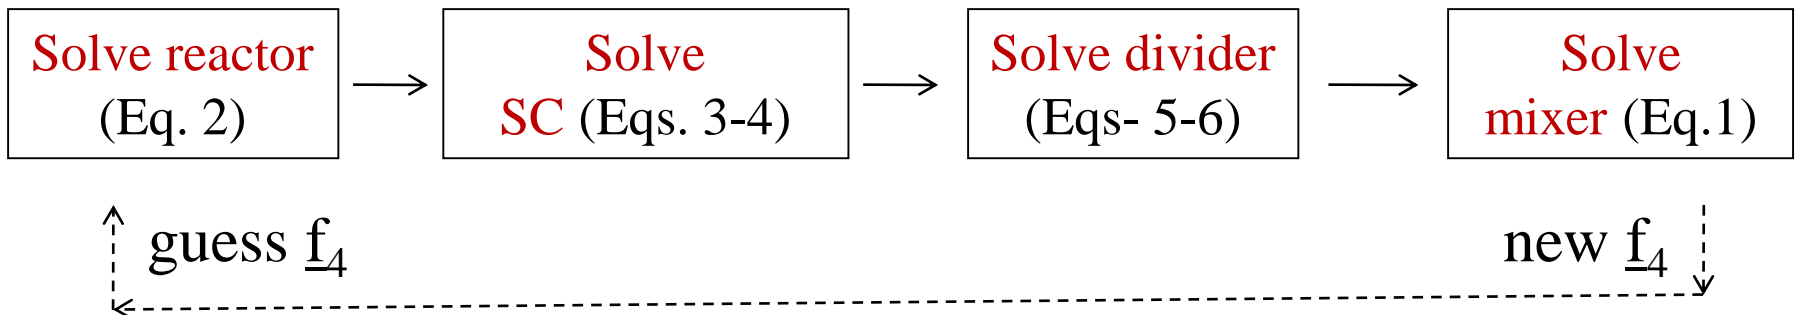 Solve reactor
(Eq. 2)
Solve
SC (Eqs. 3-4)
Solve divider
(Eqs- 5-6)
Solve
mixer (Eq.1)
guess f4
new f4